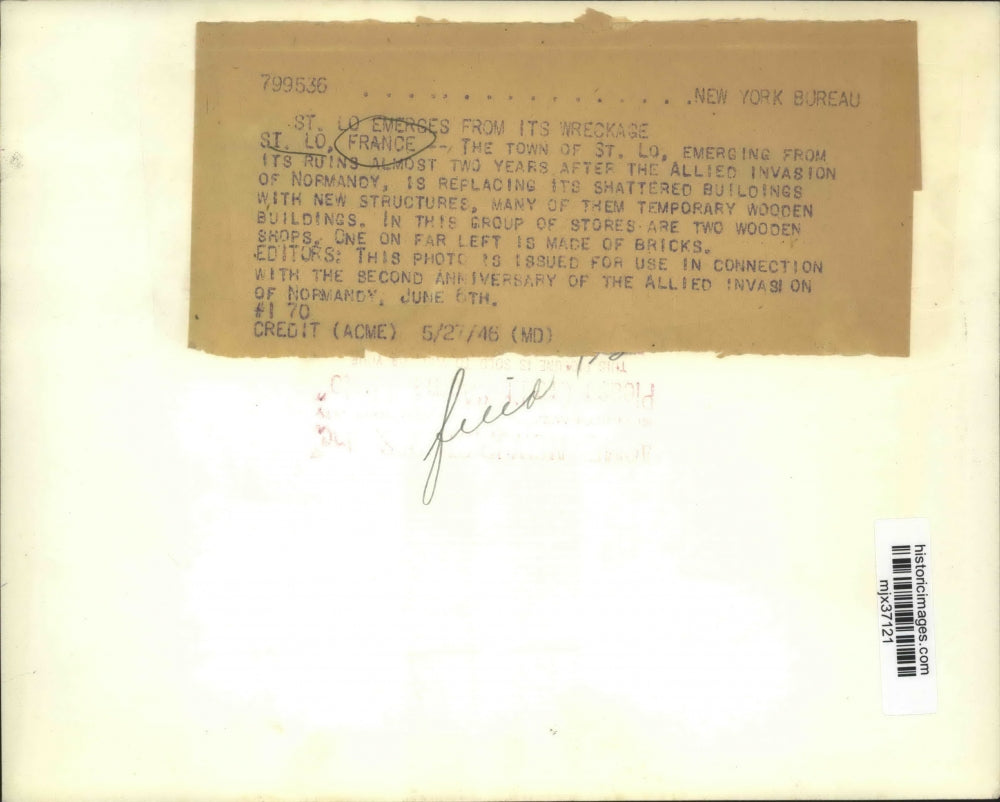 799536
. . . . . . . . . . . . . . . . . .NEW YORK BUREAU
ST. LO EMERGES FROM ITS WRECKAGE
ST. LO, FRANCE --, THE TOWN OF ST. LO, EMERGING FROM
ITS RUINS ALMOST TWO YEARS AFTER THE ALLIED INVASION
OF NORMANDY, IS REPLACING ITS SHATTERED BUILDINGS
WITH NEW STRUCTURES, MANY OF THEM TEMPORARY WOODEN
BUILDINGS. IN THIS GROUP OF STORES ARE TWO WOODEN
SHOPS. ONE ON FAR LEFT IS MADE OF BRICKS.
EDITORS: THIS PHOTO IS ISSUED FOR USE IN CONNECTION
WITH THE SECOND ANNIVERSARY OF THE ALLIED INVASION
OF NORMANDY, JUNE 6TH.
#1 70
CREDIT (ACME) 5/27/46 (MD)
historicimages.com
mjx37121